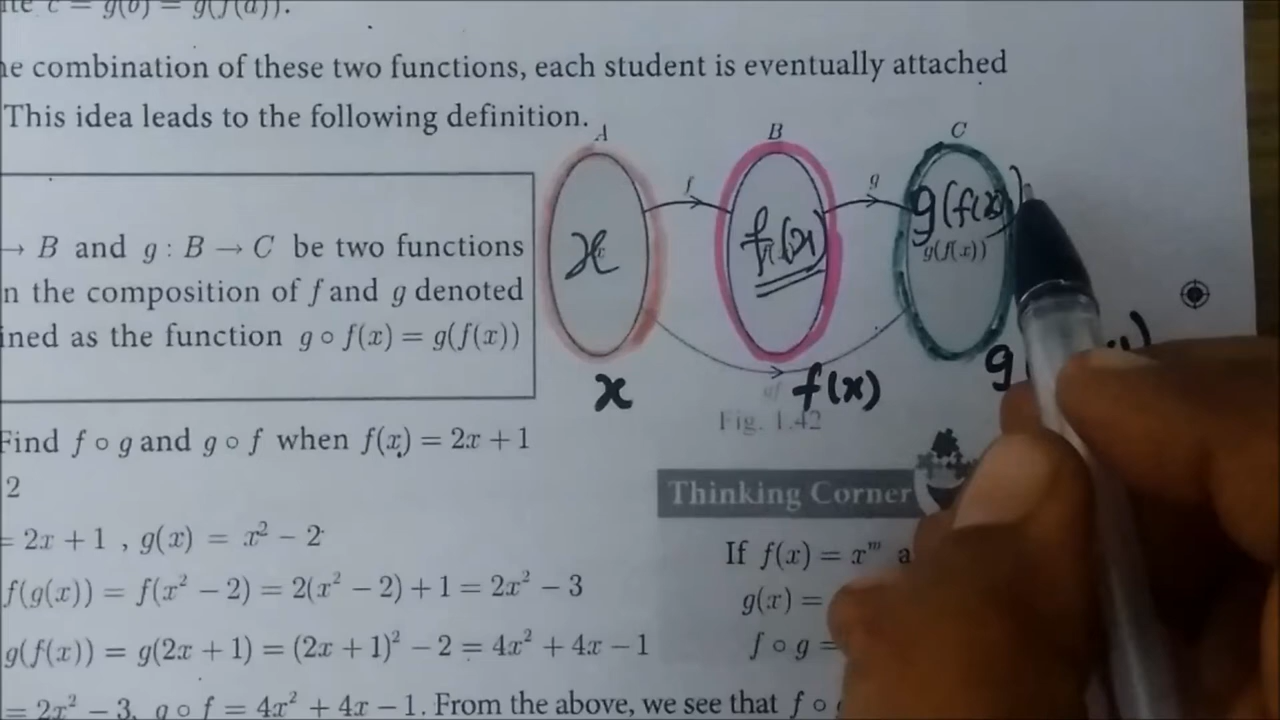 c = g(b) = g(f(a)).
e combination of these two functions, each student is eventually attached
This idea leads to the following definition.
A B C
f g
→ B and g : B → C be two functions
n the composition of f and g denoted
ined as the function g ∘ f(x) = g(f(x))
x f(x) g(f(x))
g(f(x))
x f(x) g
Fig. 1.42
Find f ∘ g and g ∘ f when f(x) = 2x + 1
2
Thinking Corner
= 2x + 1 , g(x) = x² − 2
If f(x) = xᵐ a
f(g(x)) = f(x² − 2) = 2(x² − 2) + 1 = 2x² − 3
g(x) =
g(f(x)) = g(2x + 1) = (2x + 1)² − 2 = 4x² + 4x − 1
f ∘ g =
= 2x² − 3, g ∘ f = 4x² + 4x − 1. From the above, we see that f ∘